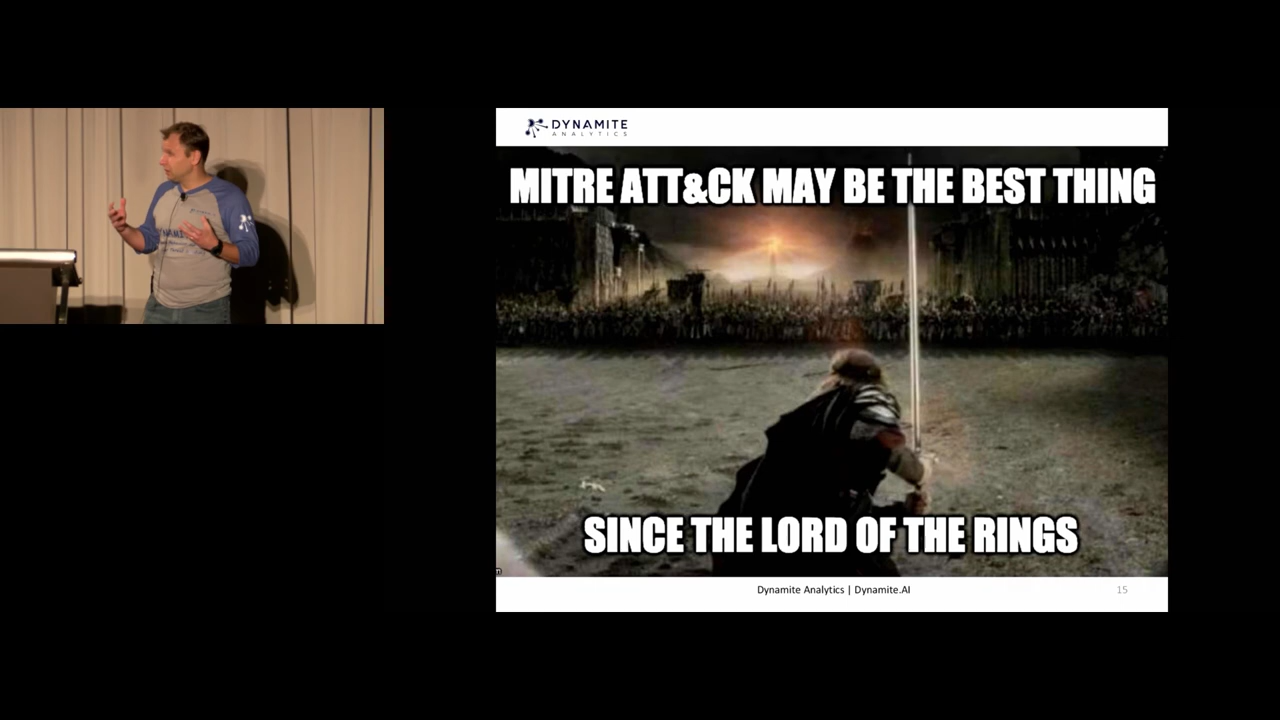 DYNAMITE
ANALYTICS
MITRE ATT&CK MAY BE THE BEST THING
SINCE THE LORD OF THE RINGS
Dynamite Analytics | Dynamite.AI
15